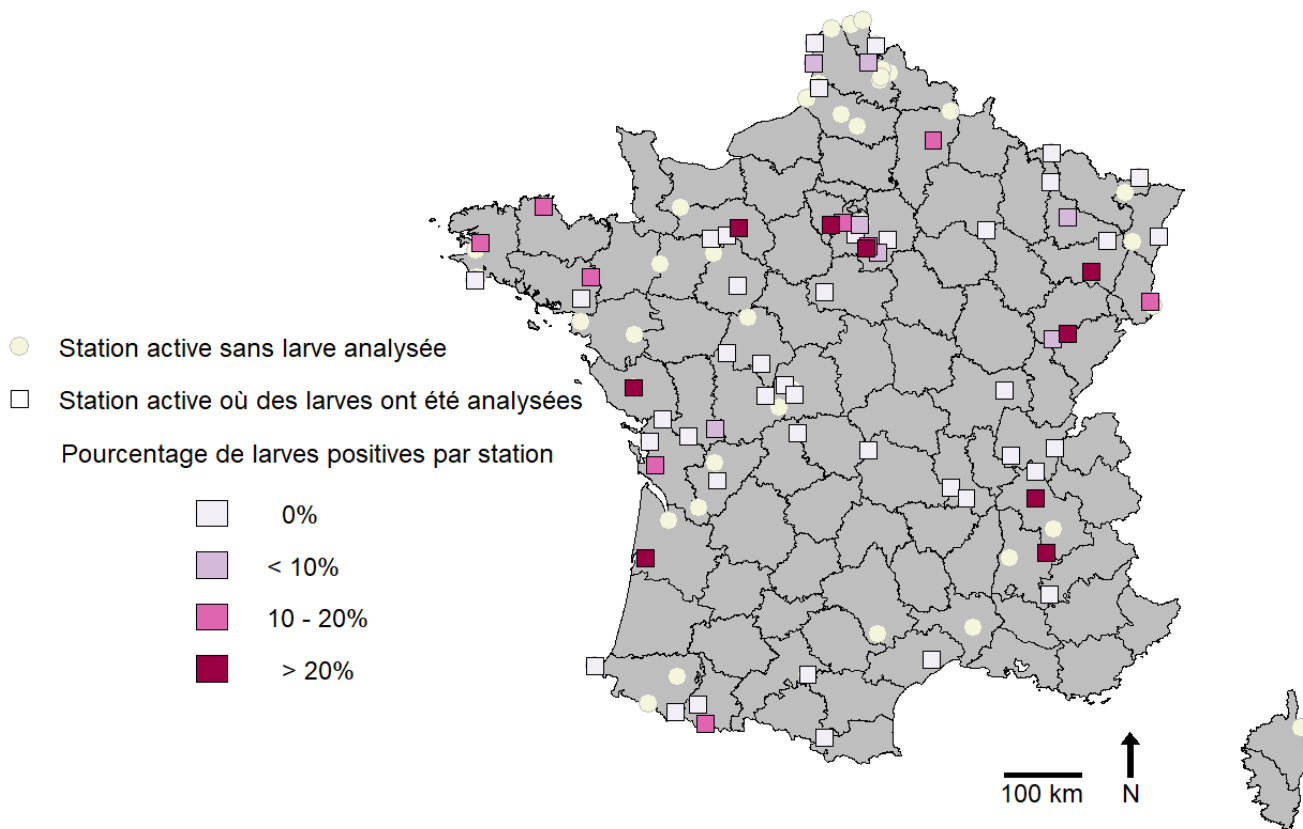 Station active sans larve analysée
Station active où des larves ont été analysées
Pourcentage de larves positives par station
0%
< 10%
10 - 20%
> 20%
100 km
N